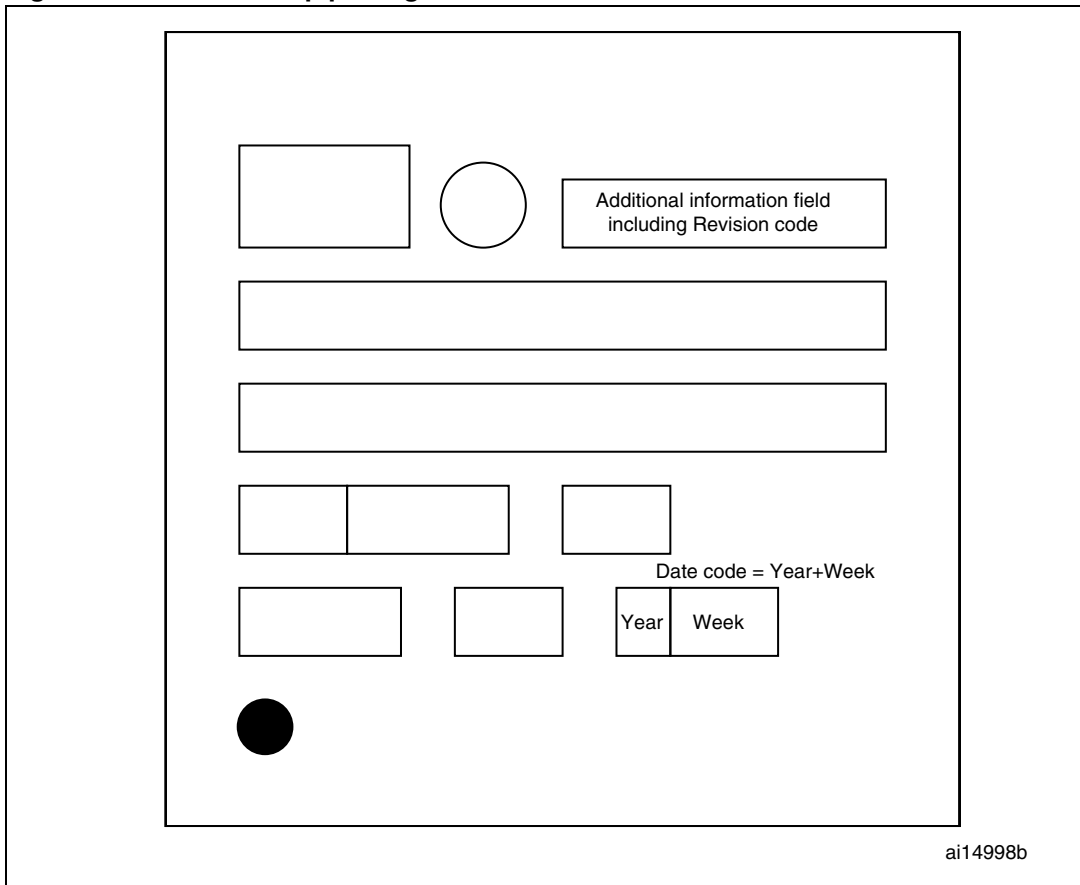 Additional information field
including Revision code
Date code = Year+Week
Year Week
ai14998b